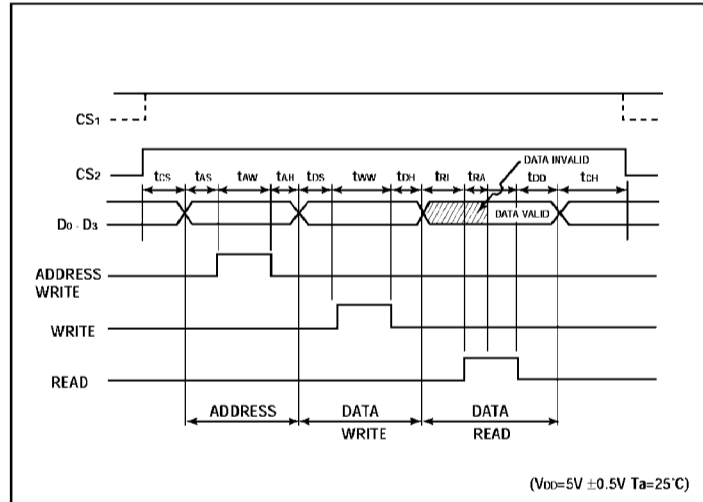 CS1
CS2
tCS tAS tAW tAH tDS tWW tDH tRI tRA tDD tCH
DATA INVALID
D0 - D3
DATA VALID
ADDRESS
WRITE
WRITE
READ
ADDRESS DATA DATA
WRITE READ
(VDD=5V ±0.5V Ta=25°C)